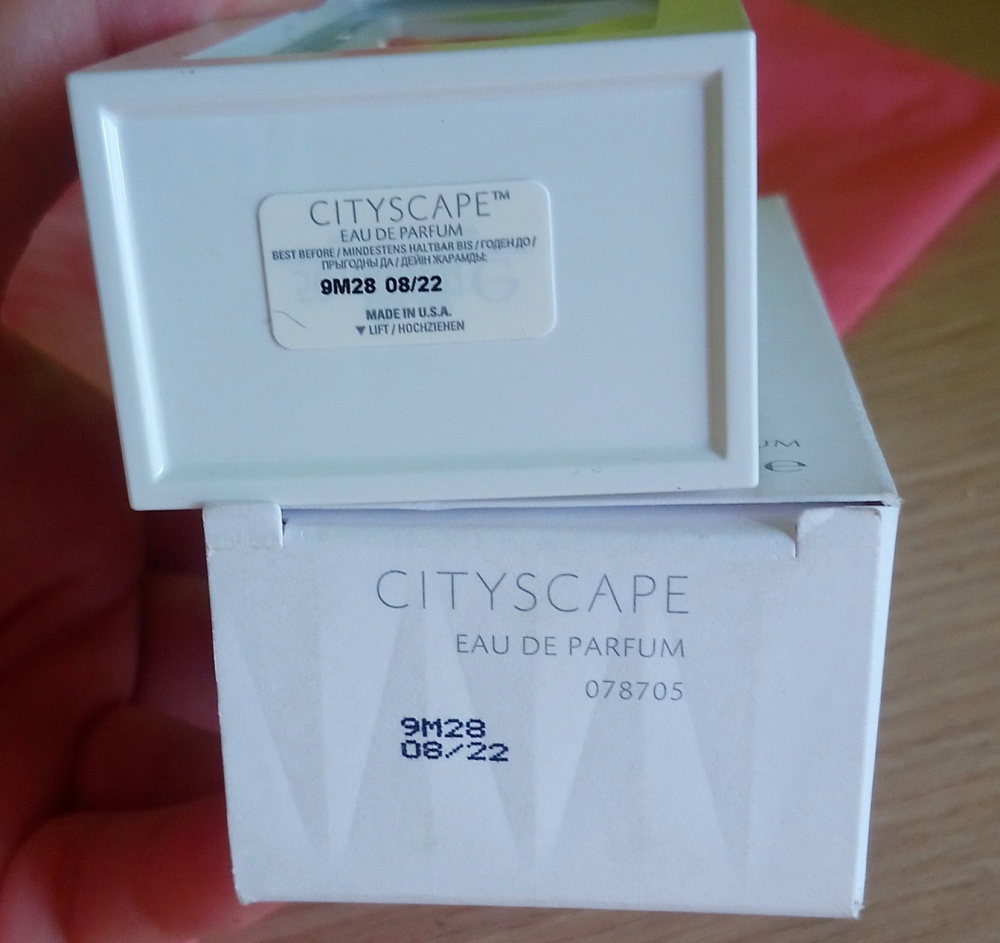 CITYSCAPE™
EAU DE PARFUM
BEST BEFORE / MINDESTENS HALTBAR BIS / ГОДЕН ДО /
ПРЫГОДНЫ ДА / ДЕЙІН ЖАРАМДЫ:
9M28 08/22
MADE IN U.S.A.
▼ LIFT / HOCHZIEHEN
CITYSCAPE
EAU DE PARFUM
078705
9M28
08/22